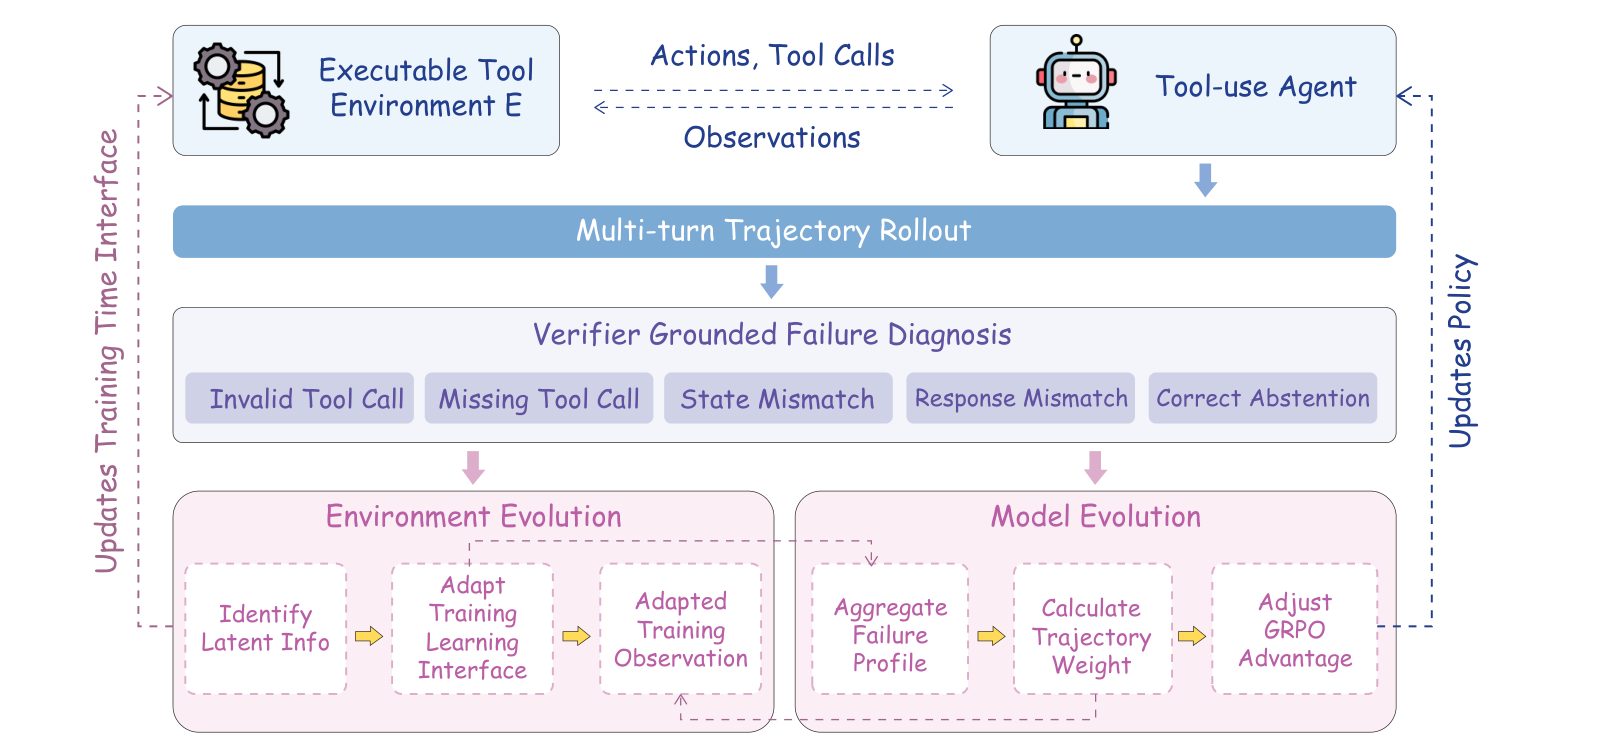 Executable Tool
Environment E
Actions, Tool Calls
Observations
Tool-use Agent
Updates Training Time Interface
Updates Policy
Multi-turn Trajectory Rollout
Verifier Grounded Failure Diagnosis
Invalid Tool Call
Missing Tool Call
State Mismatch
Response Mismatch
Correct Abstention
Environment Evolution
Identify
Latent Info
Adapt
Training
Learning
Interface
Adapted
Training
Observation
Model Evolution
Aggregate
Failure
Profile
Calculate
Trajectory
Weight
Adjust
GRPO
Advantage